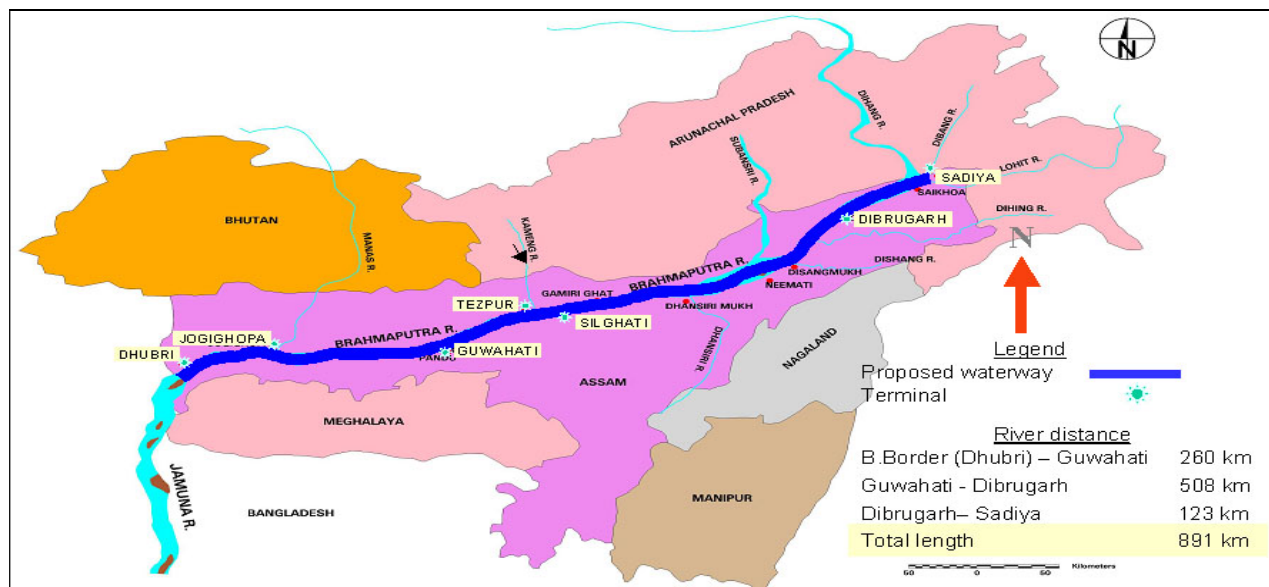 N
ARUNACHAL PRADESH
DIHANG R.
DIBANG R.
SUBANSRI R.
LOHIT R.
SADIYA
SAIKHOA
DIHING R.
DIBRUGARH
N
BHUTAN
MANAS R.
KAMENG R.
DISHANG R.
DISANGMUKH
NEEMATI
BRAHMAPUTRA R.
GAMIRI GHAT
DHANSIRI MUKH
TEZPUR
SILGHATI
JOGIGHOPA
BRAHMAPUTRA R.
DHUBRI
GUWAHATI
DHANSIRI R.
NAGALAND
ASSAM
MEGHALAYA
MANIPUR
JAMUNA R.
BANGLADESH
Legend
Proposed waterway
Terminal
River distance
B.Border (Dhubri) – Guwahati 260 km
Guwahati - Dibrugarh 508 km
Dibrugarh– Sadiya 123 km
Total length 891 km
50 0 50 Kilometers